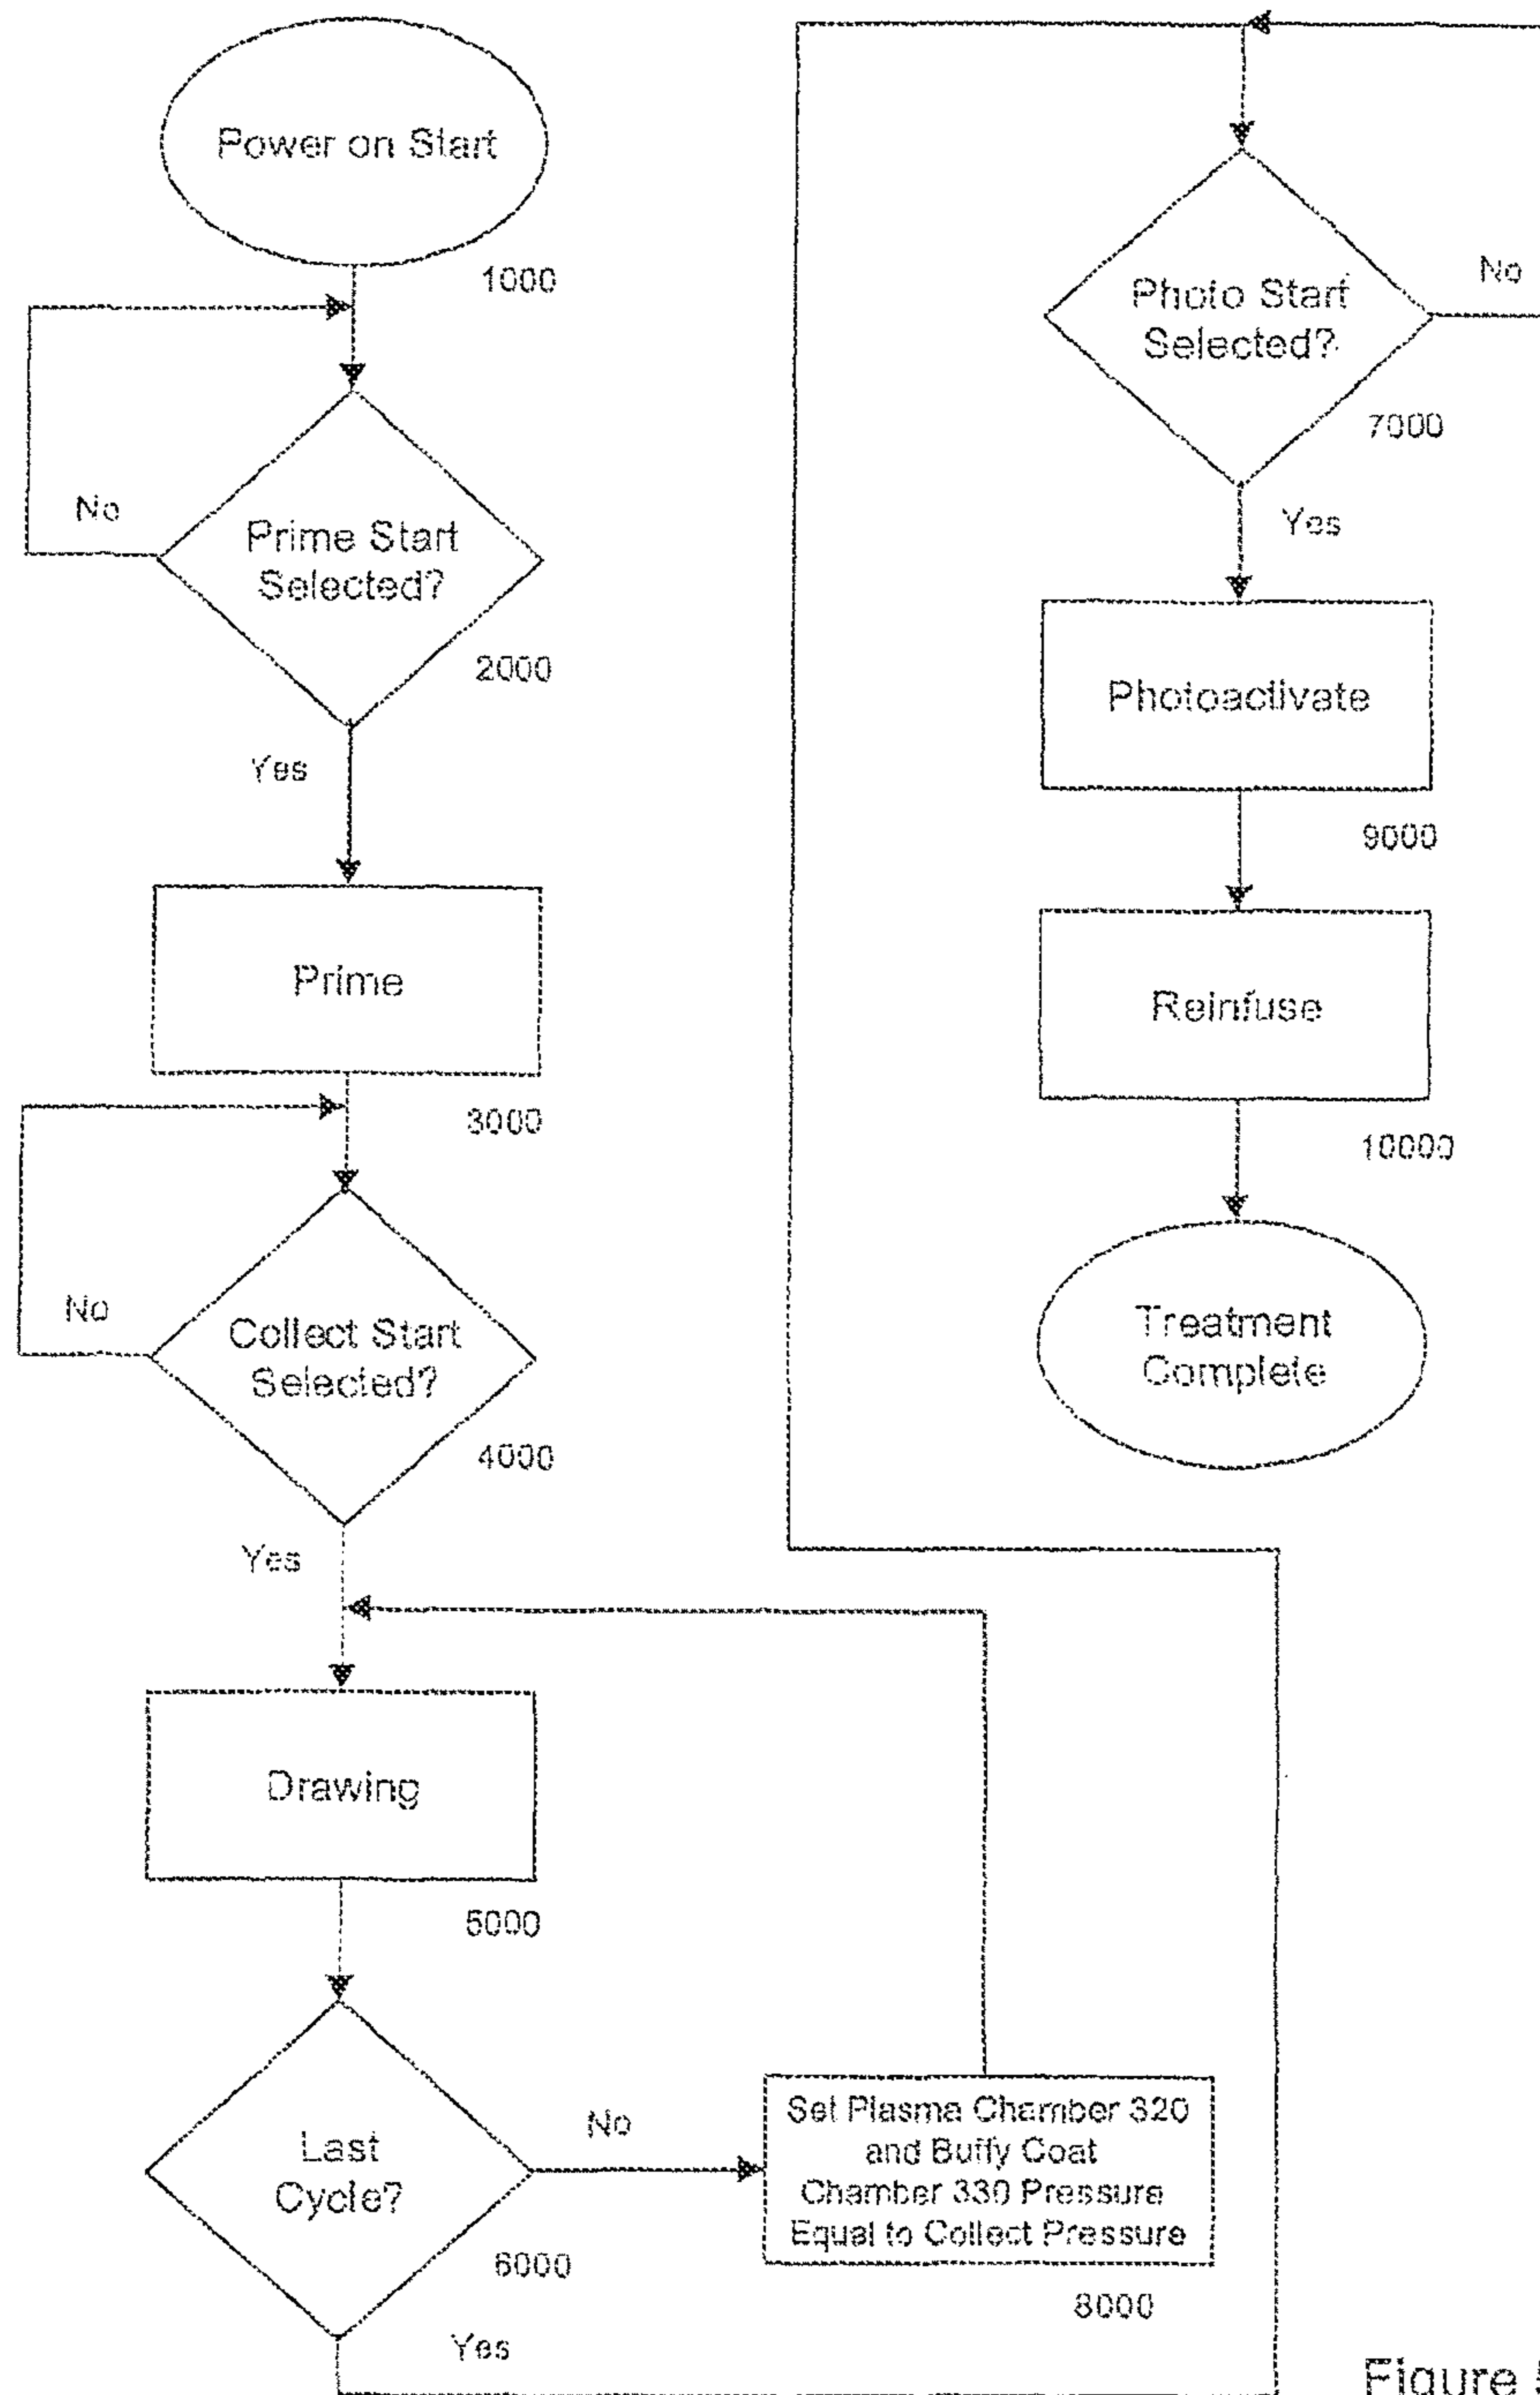 Power on Start
1000
No
Prime Start
Selected?
2000
Yes
Prime
3000
No
Collect Start
Selected?
4000
Yes
Drawing
5000
Last
Cycle?
No
6000
Yes
Set Plasma Chamber 320
and Buffy Coat
Chamber 330 Pressure
Equal to Collect Pressure
8000
Photo Start
Selected?
No
7000
Yes
Photoactivate
9000
Reinfuse
10000
Treatment
Complete
Figure